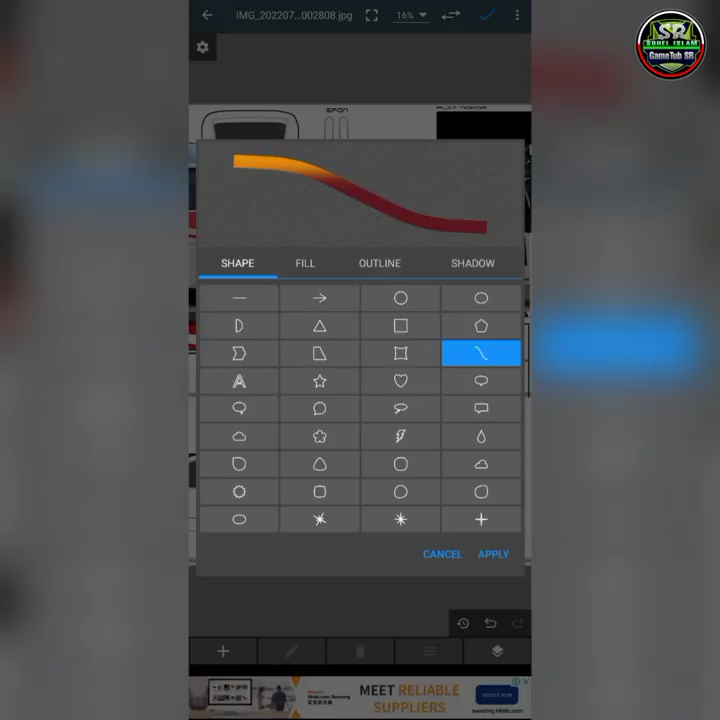 IMG_202207...002808.jpg
16%
SR
SOHEL ISLAM
GameTub SR
SHAPE
FILL
OUTLINE
SHADOW
CANCEL
APPLY
MEET RELIABLE
SUPPLIERS